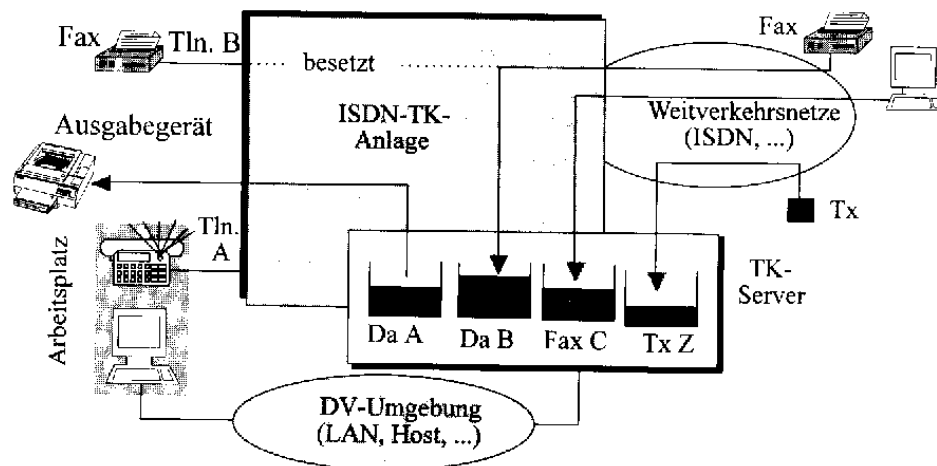 Fax
Tln. B
besetzt
Fax
ISDN-TK-
Anlage
Weitverkehrsnetze
(ISDN, ...)
Ausgabegerät
Tx
Tln.
A
Arbeitsplatz
TK-
Server
Da A
Da B
Fax C
Tx Z
DV-Umgebung
(LAN, Host, ...)